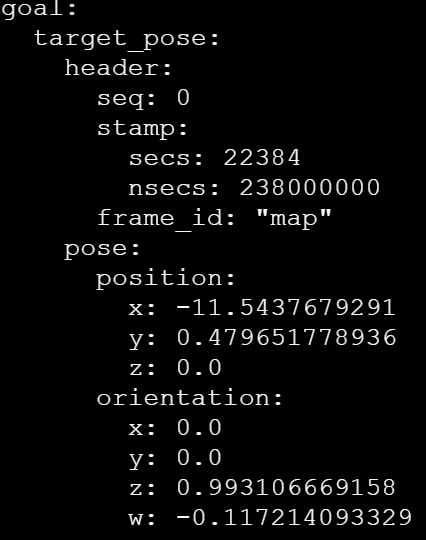 goal:
  target_pose:
    header:
      seq: 0
      stamp:
        secs: 22384
        nsecs: 238000000
      frame_id: "map"
    pose:
      position:
        x: -11.5437679291
        y: 0.479651778936
        z: 0.0
      orientation:
        x: 0.0
        y: 0.0
        z: 0.993106669158
        w: -0.117214093329